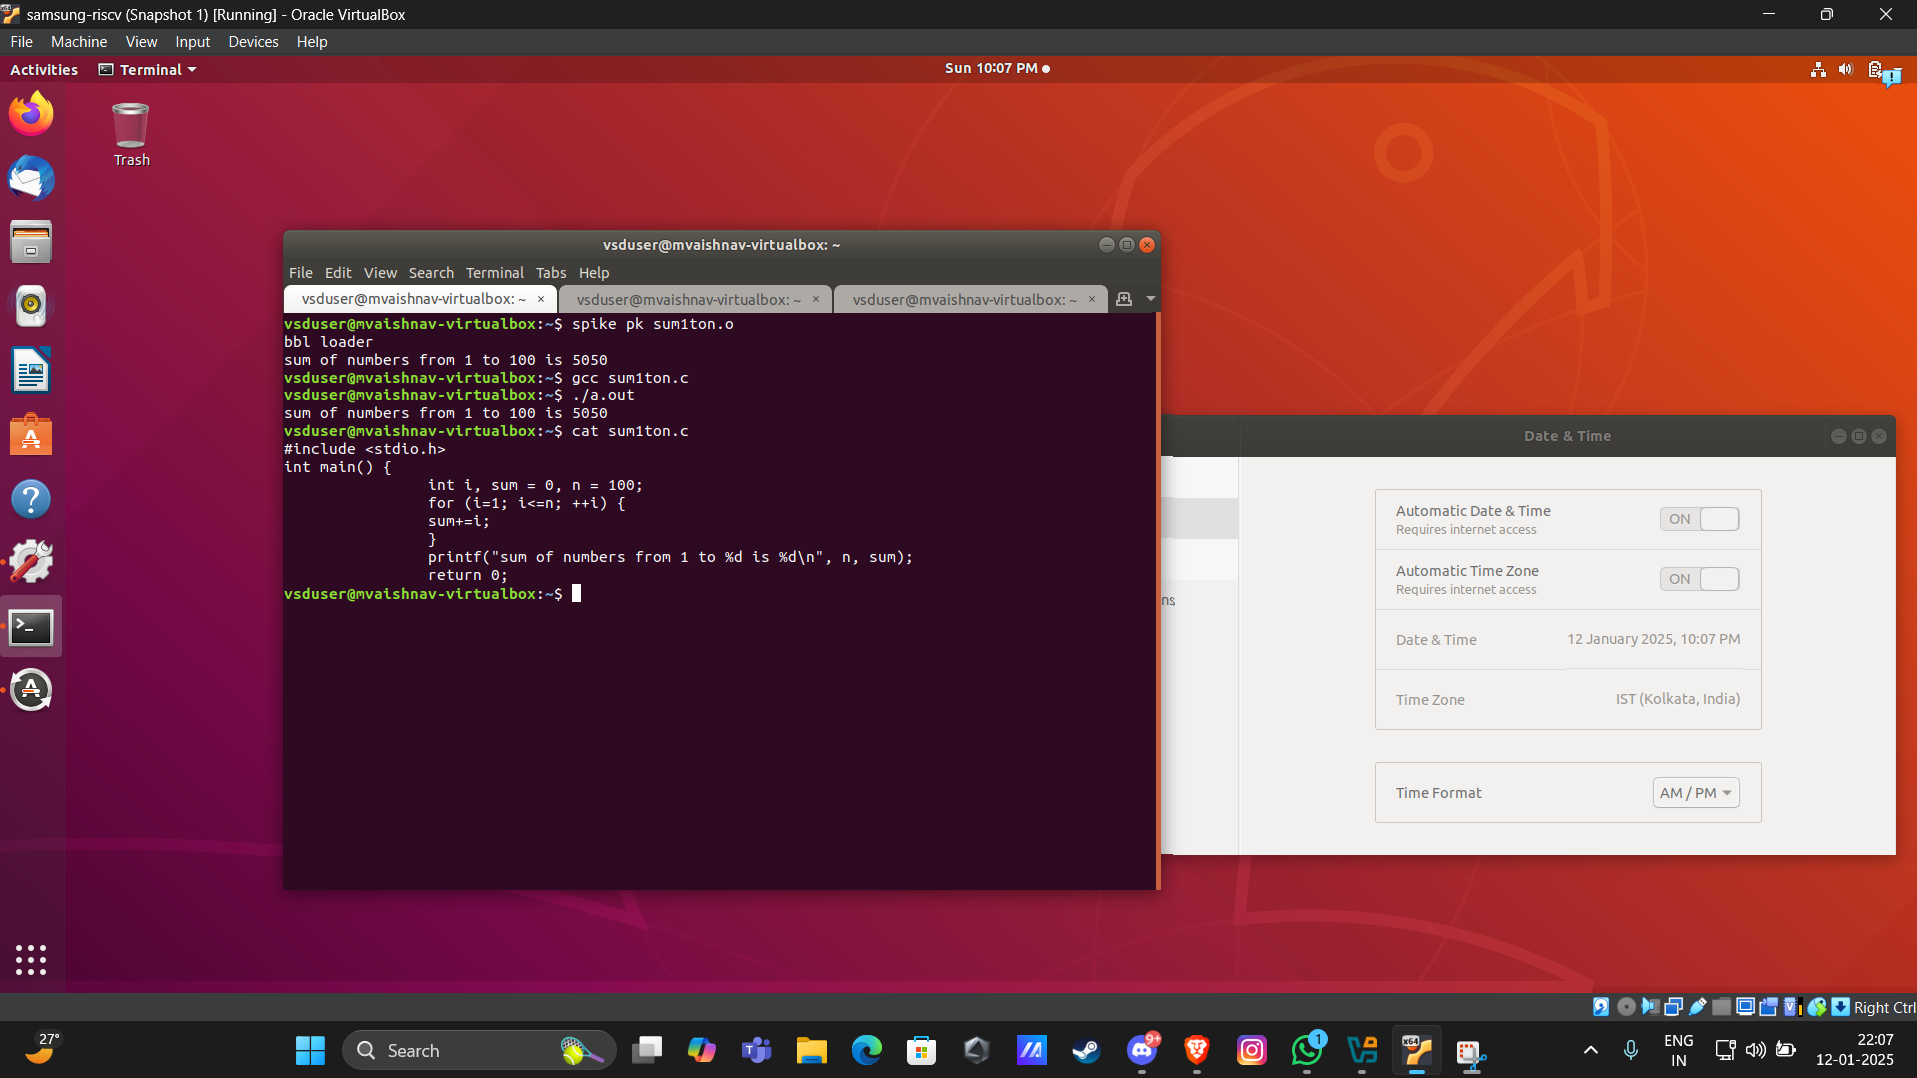 samsung-riscv (Snapshot 1) [Running] - Oracle VirtualBox
File Machine View Input Devices Help
Activities Terminal Sun 10:07 PM
Trash
vsduser@mvaishnav-virtualbox: ~
File Edit View Search Terminal Tabs Help
vsduser@mvaishnav-virtualbox: ~ × vsduser@mvaishnav-virtualbox: ~ × vsduser@mvaishnav-virtualbox: ~ ×
vsduser@mvaishnav-virtualbox:~$ spike pk sum1ton.o
bbl loader
sum of numbers from 1 to 100 is 5050
vsduser@mvaishnav-virtualbox:~$ gcc sum1ton.c
vsduser@mvaishnav-virtualbox:~$ ./a.out
sum of numbers from 1 to 100 is 5050
vsduser@mvaishnav-virtualbox:~$ cat sum1ton.c
#include <stdio.h>
int main() {
int i, sum = 0, n = 100;
for (i=1; i<=n; ++i) {
sum+=i;
}
printf("sum of numbers from 1 to %d is %d\n", n, sum);
return 0;
vsduser@mvaishnav-virtualbox:~$
ns
Date & Time
Automatic Date & Time
Requires internet access
ON
Automatic Time Zone
Requires internet access
ON
Date & Time 12 January 2025, 10:07 PM
Time Zone IST (Kolkata, India)
Time Format AM / PM
Right Ctrl
27°
Search
9+
1
x64
ENG
IN
22:07
12-01-2025